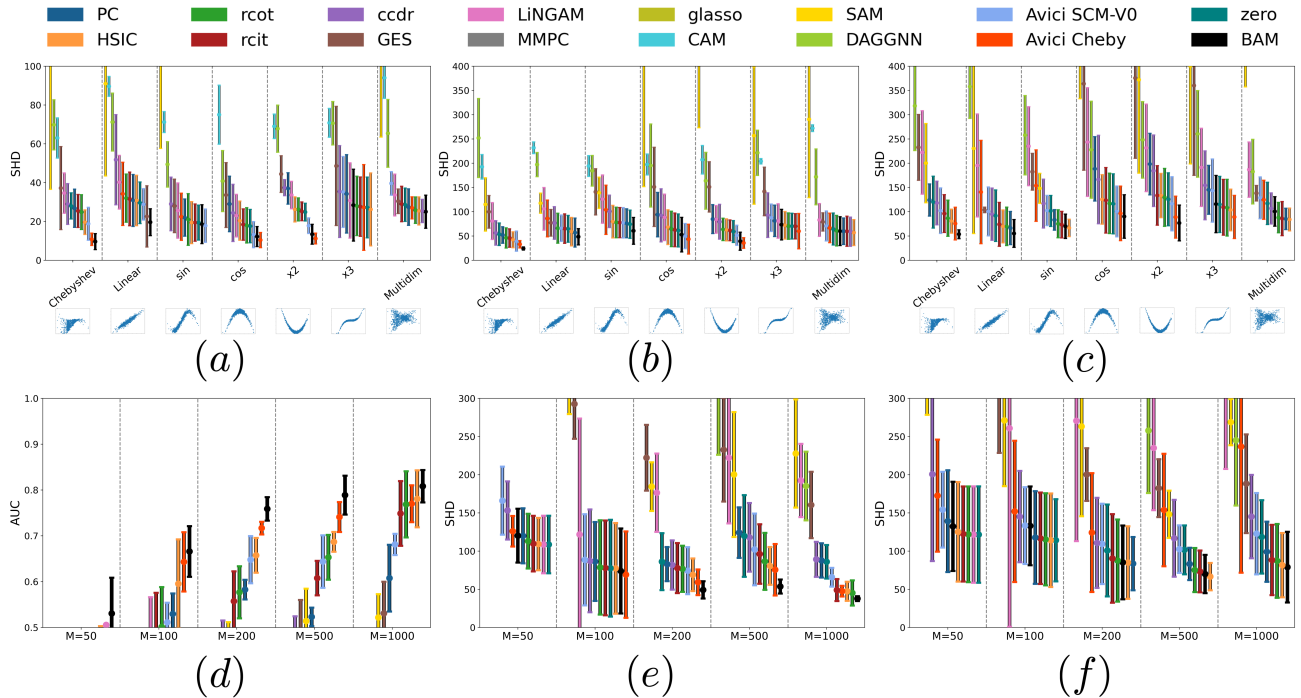 PC rcot ccdr LiNGAM glasso SAM Avici SCM-V0 zero
HSIC rcit GES MMPC CAM DAGGNN Avici Cheby BAM
100
80
60
40
20
0
SHD
Chebyshev Linear sin cos x2 x3 Multidim
(a)
400
350
300
250
200
150
100
50
0
SHD
Chebyshev Linear sin cos x2 x3 Multidim
(b)
400
350
300
250
200
150
100
50
0
SHD
Chebyshev Linear sin cos x2 x3 Multidim
(c)
1.0
0.9
0.8
0.7
0.6
0.5
AUC
M=50 M=100 M=200 M=500 M=1000
(d)
300
250
200
150
100
50
0
SHD
M=50 M=100 M=200 M=500 M=1000
(e)
300
250
200
150
100
50
0
SHD
M=50 M=100 M=200 M=500 M=1000
(f)